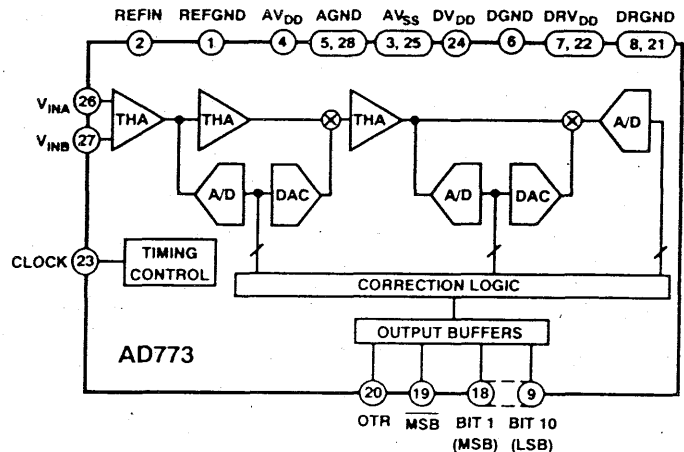 REFIN REFGND AVDD AGND AVSS DVDD DGND DRVDD DRGND
2 1 4 5, 28 3, 25 24 6 7, 22 8, 21
VINA 26
VINB 27
THA THA THA A/D
A/D DAC A/D DAC
CLOCK 23
TIMING CONTROL
CORRECTION LOGIC
OUTPUT BUFFERS
AD773
20 19 18 9
OTR MSB BIT 1 BIT 10
(MSB) (LSB)